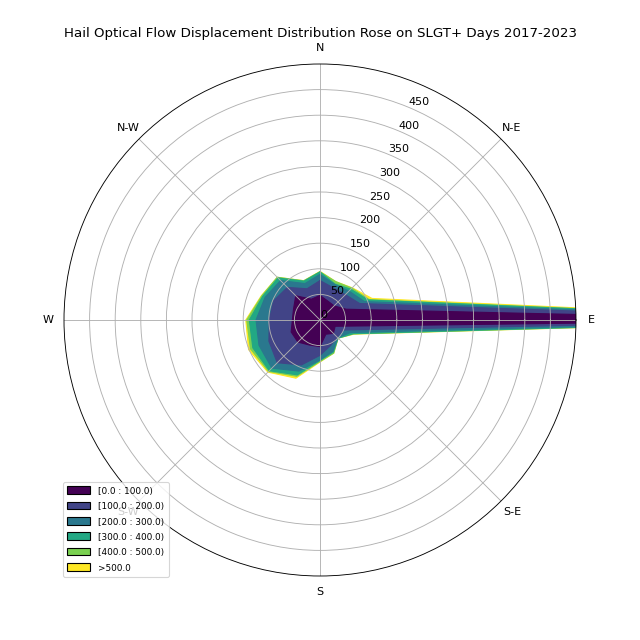 Hail Optical Flow Displacement Distribution Rose on SLGT+ Days 2017-2023
N
N-W
N-E
450
400
350
300
250
200
150
100
50
0
W
E
S-W
S-E
S
[0.0 : 100.0)
[100.0 : 200.0)
[200.0 : 300.0)
[300.0 : 400.0)
[400.0 : 500.0)
>500.0